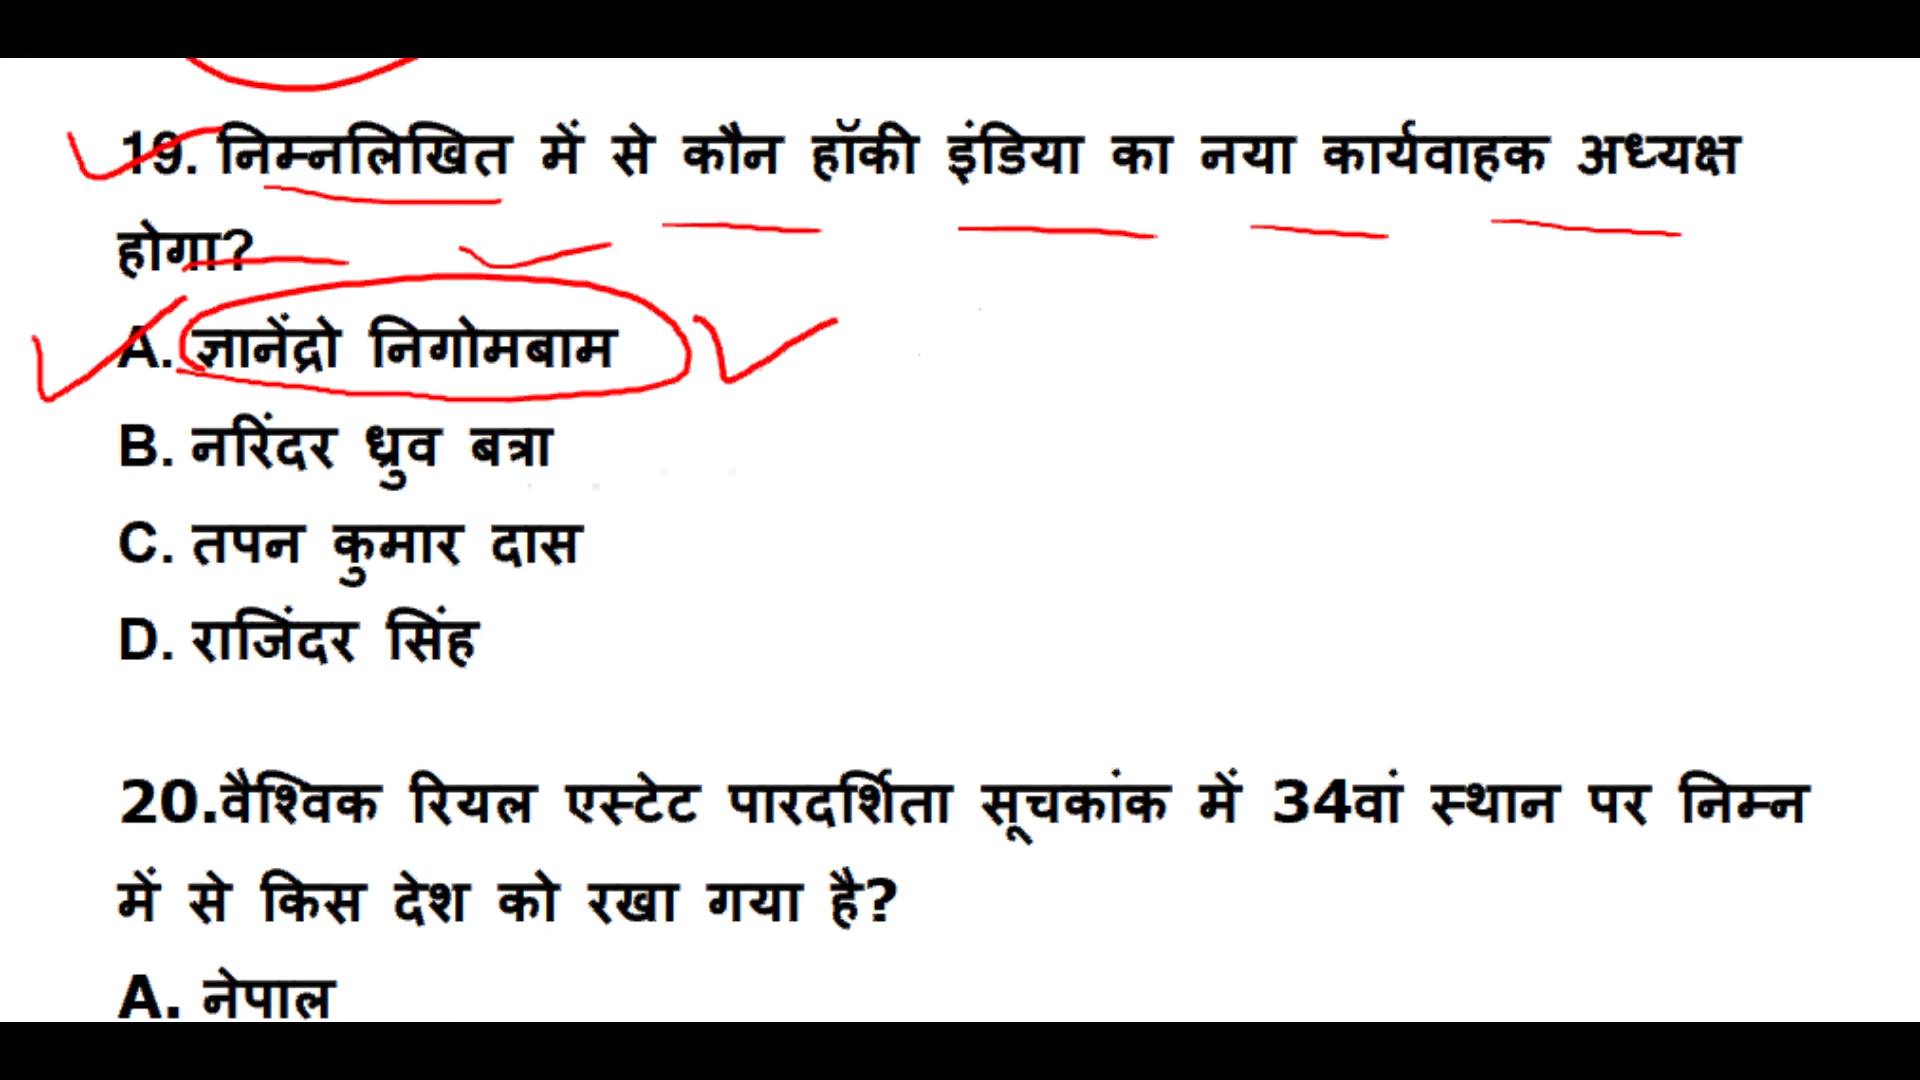 19. निम्नलिखित में से कौन हॉकी इंडिया का नया कार्यवाहक अध्यक्ष
होगा?
A. ज्ञानेंद्रो निगोमबाम
B. नरिंदर ध्रुव बत्रा
C. तपन कुमार दास
D. राजिंदर सिंह
20.वैश्विक रियल एस्टेट पारदर्शिता सूचकांक में 34वां स्थान पर निम्न
में से किस देश को रखा गया है?
A. नेपाल